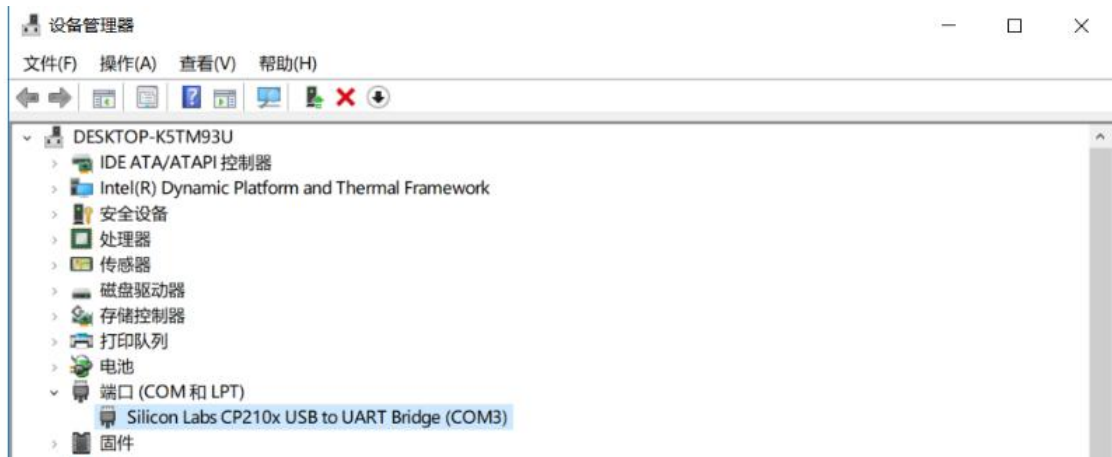 设备管理器
文件(F) 操作(A) 查看(V) 帮助(H)
DESKTOP-K5TM93U
IDE ATA/ATAPI 控制器
Intel(R) Dynamic Platform and Thermal Framework
安全设备
处理器
传感器
磁盘驱动器
存储控制器
打印队列
电池
端口 (COM 和 LPT)
Silicon Labs CP210x USB to UART Bridge (COM3)
固件